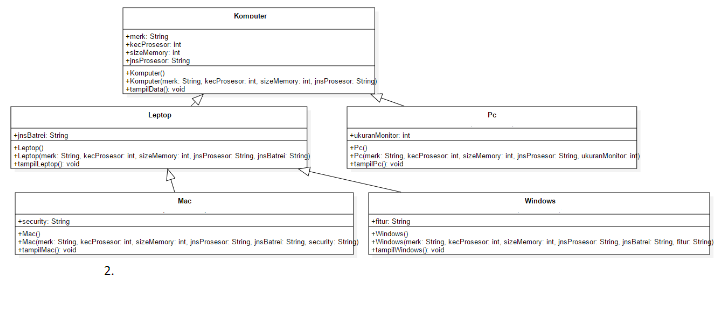 Komputer
+merk: String
+kecProsesor: int
+sizeMemory: int
+jnsProsesor: String
+Komputer()
+Komputer(merk: String, kecProsesor: int, sizeMemory: int, jnsProsesor: String)
+tampilData(): void
Leptop
+jnsBatrei: String
+Leptop()
+Leptop(merk: String, kecProsesor: int, sizeMemory: int, jnsProsesor: String, jnsBatrei: String)
+tampilLeptop(): void
Pc
+ukuranMonitor: int
+Pc()
+Pc(merk: String, kecProsesor: int, sizeMemory: int, jnsProsesor: String, ukuranMonitor: int)
+tampilPc(): void
Mac
+security: String
+Mac()
+Mac(merk: String, kecProsesor: int, sizeMemory: int, jnsProsesor: String, jnsBatrei: String, security: String)
+tampilMac(): void
Windows
+fitur: String
+Windows()
+Windows(merk: String, kecProsesor: int, sizeMemory: int, jnsProsesor: String, jnsBatrei: String, fitur: String)
+tampilWindows(): void
2.